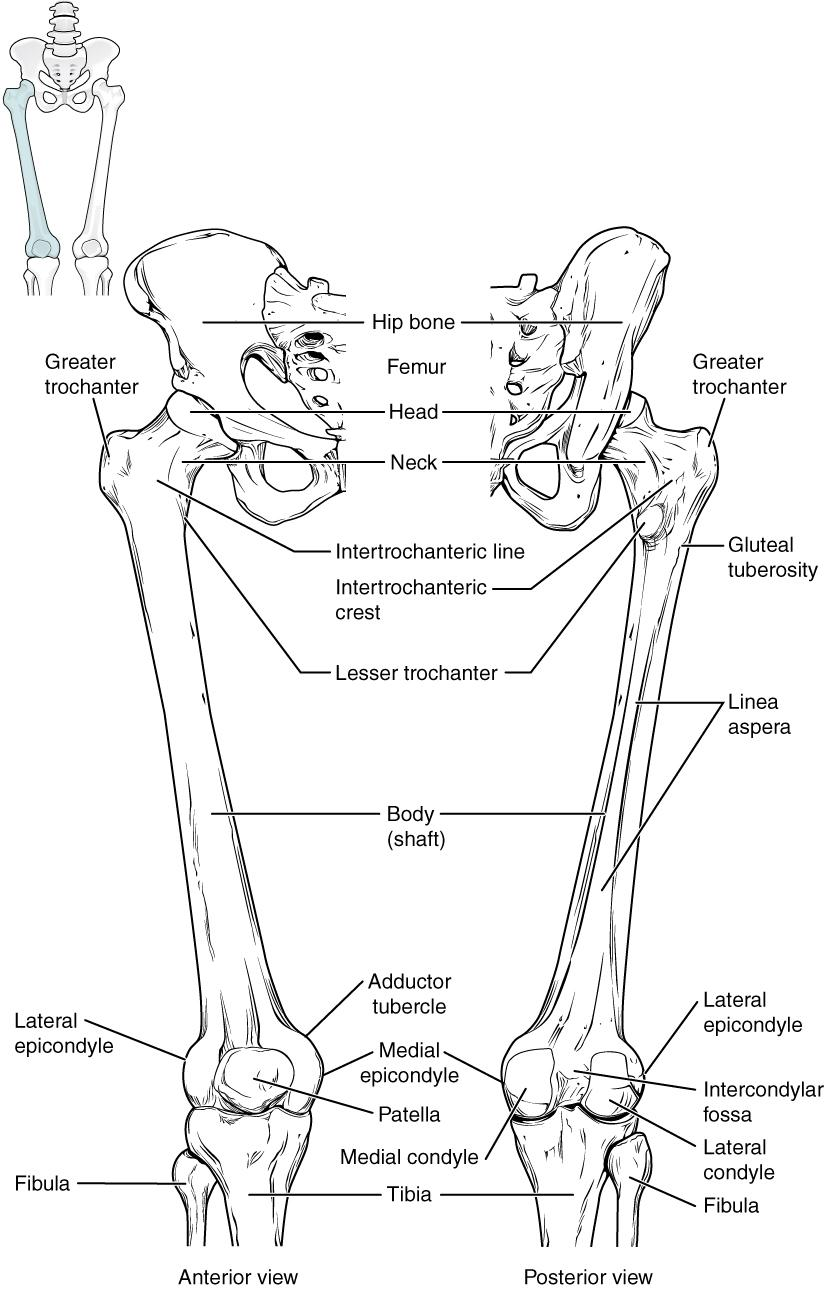 Hip bone
Greater
trochanter
Femur
Greater
trochanter
Head
Neck
Intertrochanteric line
Gluteal
tuberosity
Intertrochanteric
crest
Lesser trochanter
Linea
aspera
Body
(shaft)
Adductor
tubercle
Lateral
epicondyle
Lateral
epicondyle
Medial
epicondyle
Intercondylar
fossa
Patella
Medial condyle
Lateral
condyle
Fibula
Tibia
Fibula
Anterior view
Posterior view